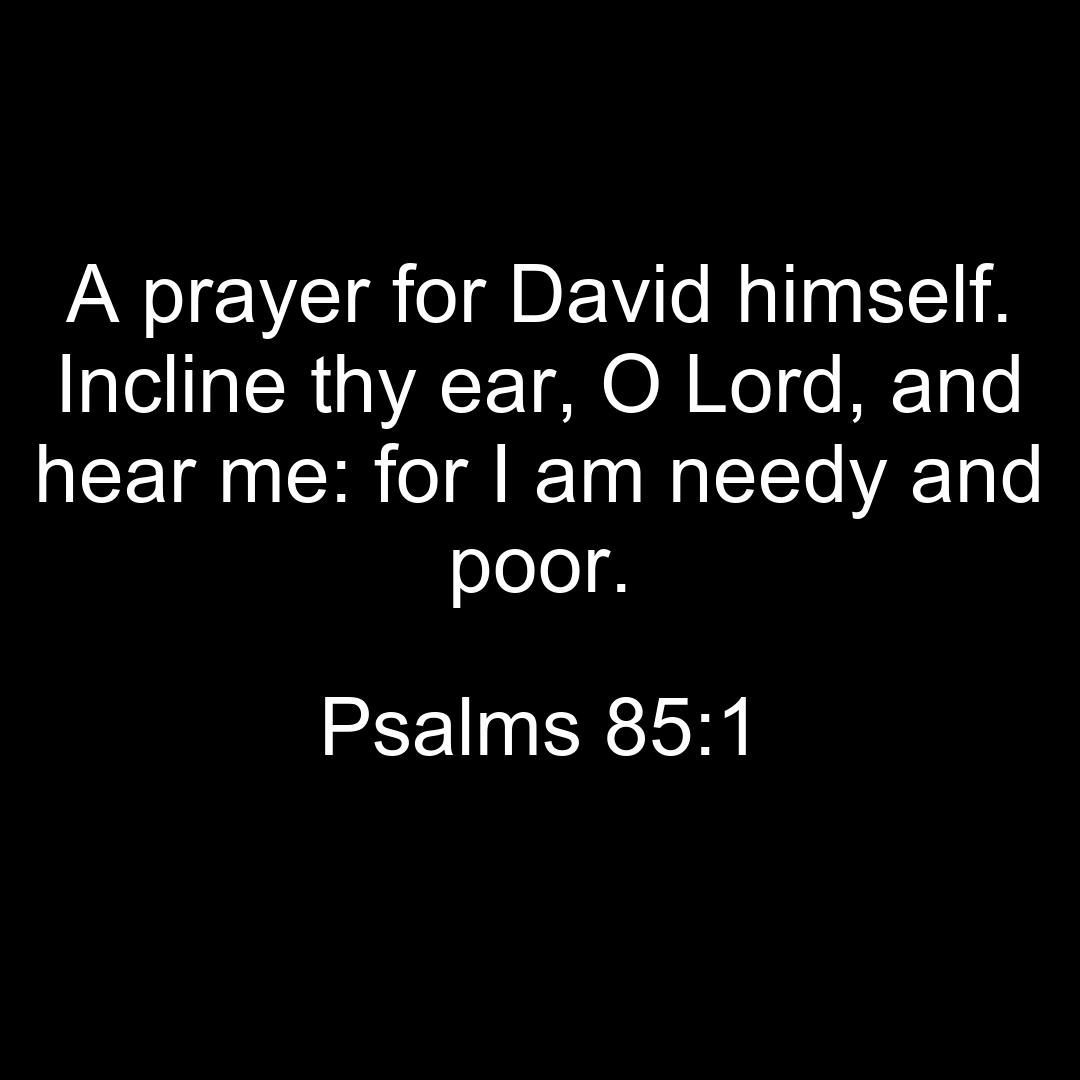 A prayer for David himself.
Incline thy ear, O Lord, and
hear me: for I am needy and
poor.
Psalms 85:1